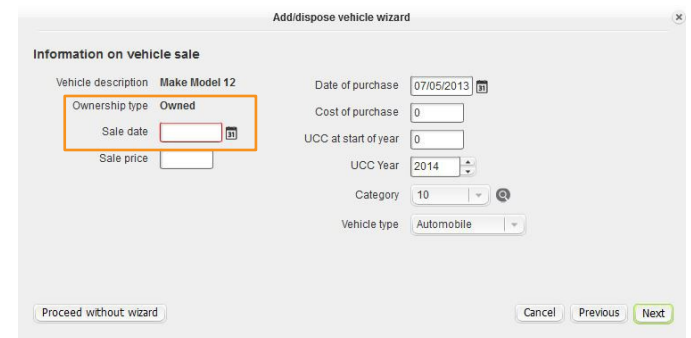 Add/dispose vehicle wizard
Information on vehicle sale
Vehicle description Make Model 12
Ownership type Owned
Sale date
Sale price
Date of purchase 07/05/2013
Cost of purchase 0
UCC at start of year 0
UCC Year 2014
Category 10
Vehicle type Automobile
Proceed without wizard
Cancel Previous Next